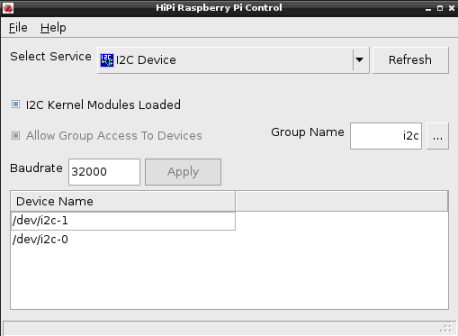 HiPi Raspberry Pi Control
File Help
Select Service I2C Device Refresh
I2C Kernel Modules Loaded
Allow Group Access To Devices Group Name i2c ...
Baudrate 32000 Apply
Device Name
/dev/i2c-1
/dev/i2c-0